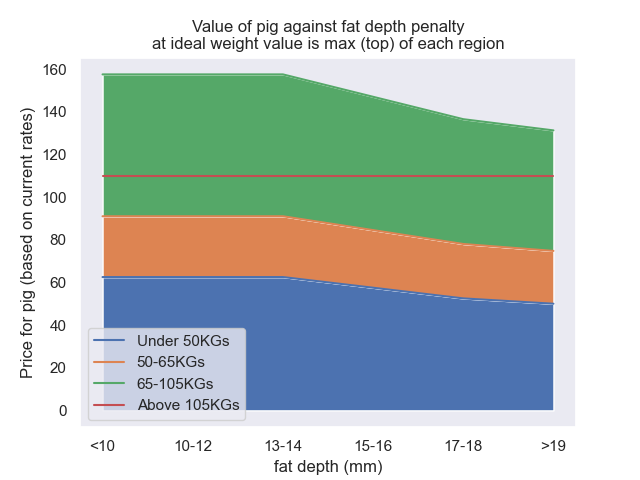 Value of pig against fat depth penalty
at ideal weight value is max (top) of each region
Price for pig (based on current rates)
160
140
120
100
80
60
40
20
0
Under 50KGs
50-65KGs
65-105KGs
Above 105KGs
<10 10-12 13-14 15-16 17-18 >19
fat depth (mm)